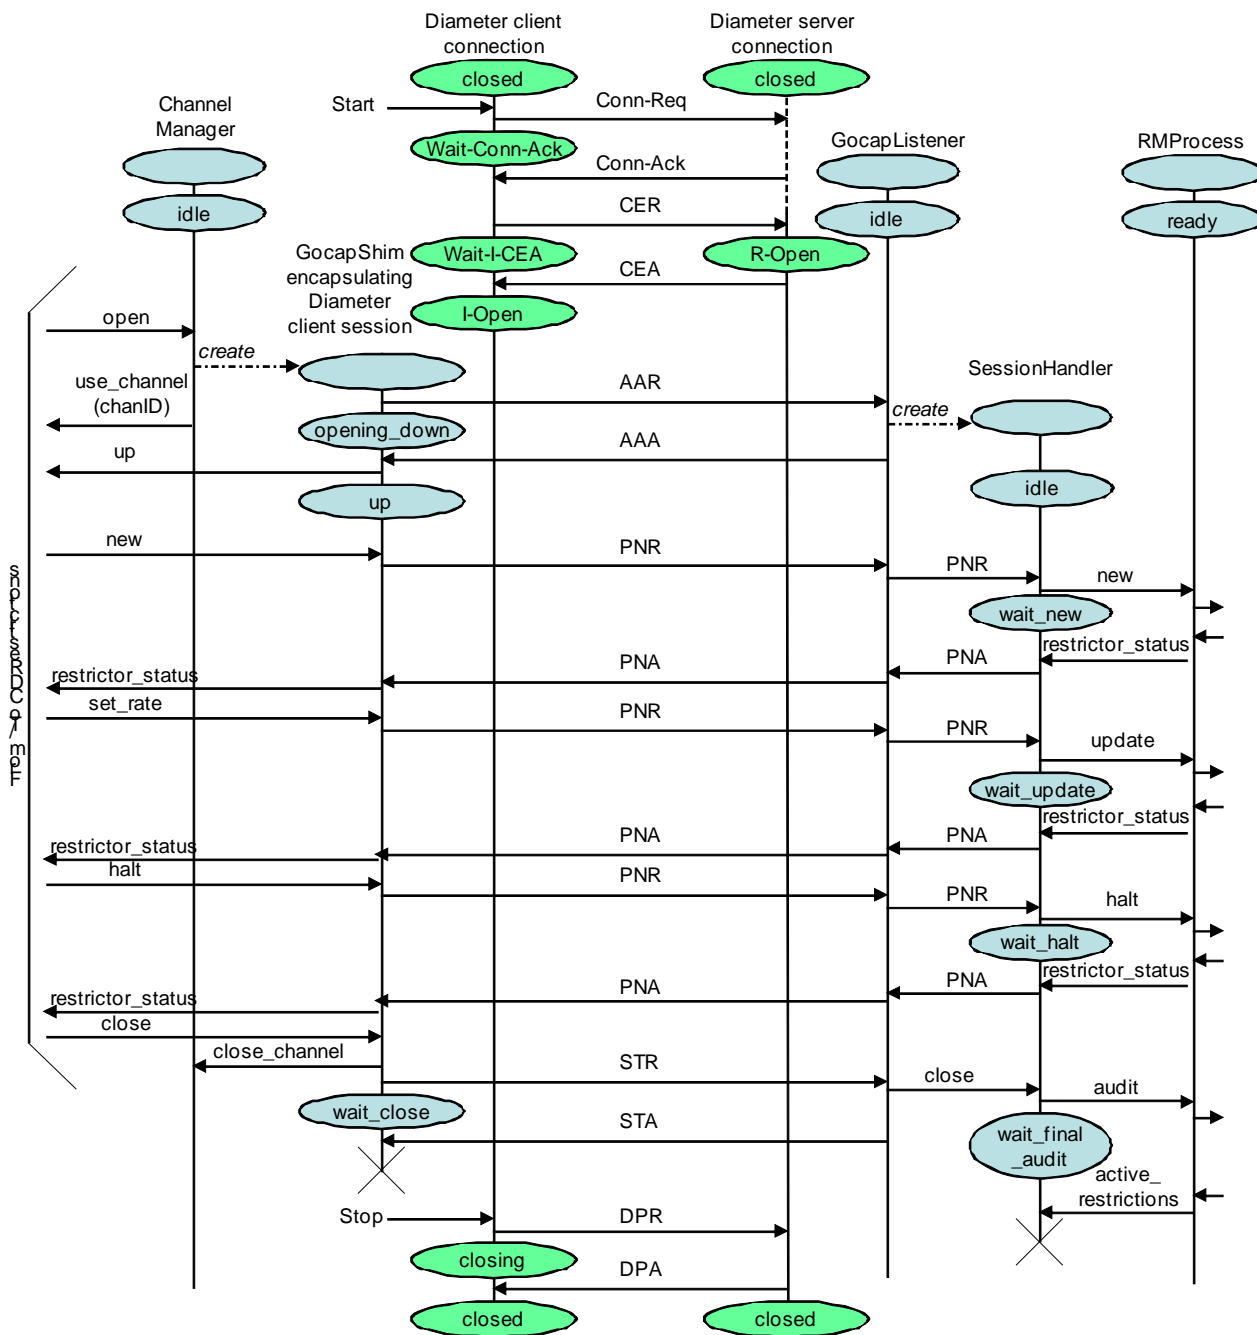 Diameter client
connection
Diameter server
connection
closed
closed
Start
Conn-Req
Channel
Manager
Wait-Conn-Ack
GocapListener
RMProcess
Conn-Ack
idle
CER
idle
ready
GocapShim
encapsulating
Diameter
client session
Wait-I-CEA
CEA
R-Open
I-Open
open
create
use_channel
(chanID)
AAR
SessionHandler
create
opening_down
AAA
up
up
idle
new
PNR
PNR
new
wait_new
restrictor_status
PNA
PNA
restrictor_status
set_rate
PNR
PNR
update
wait_update
restrictor_status
PNA
PNA
restrictor_status
halt
PNR
PNR
halt
wait_halt
restrictor_status
PNA
PNA
restrictor_status
close
close_channel
STR
close
audit
wait_close
STA
wait_final
_audit
active_
restrictions
Stop
DPR
closing
DPA
closed
closed